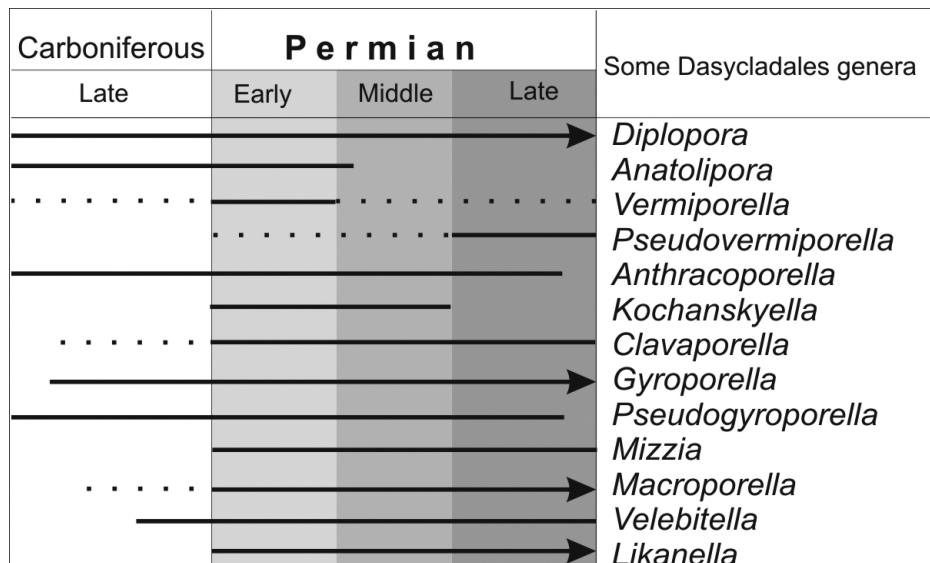 Carboniferous
Permian
Some Dasycladales genera
Late
Early
Middle
Late
Diplopora
Anatolipora
Vermiporella
Pseudovermiporella
Anthracoporella
Kochanskyella
Clavaporella
Gyroporella
Pseudogyroporella
Mizzia
Macroporella
Velebitella
Likanella